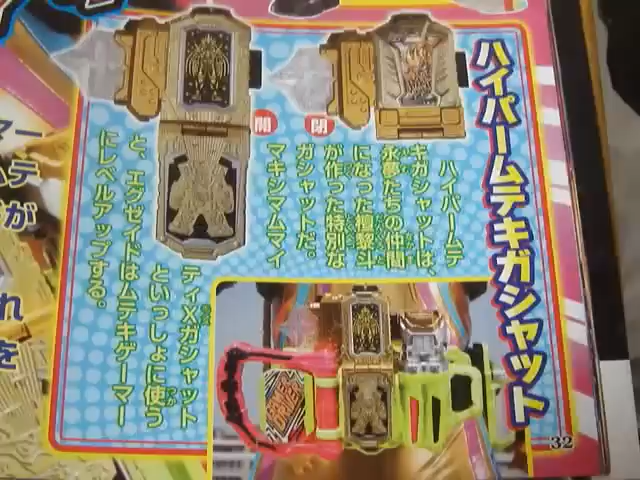 ハイパームテキガシャット
開
閉
ハイパームテ
キガシャットは、
永夢たちの仲間
になった檀黎斗
が作った特別な
ガシャットだ。
マキシマムマイ
ティXガシャット
といっしょに使う
と、エグゼイドはムテキゲーマー
にレベルアップする。
32